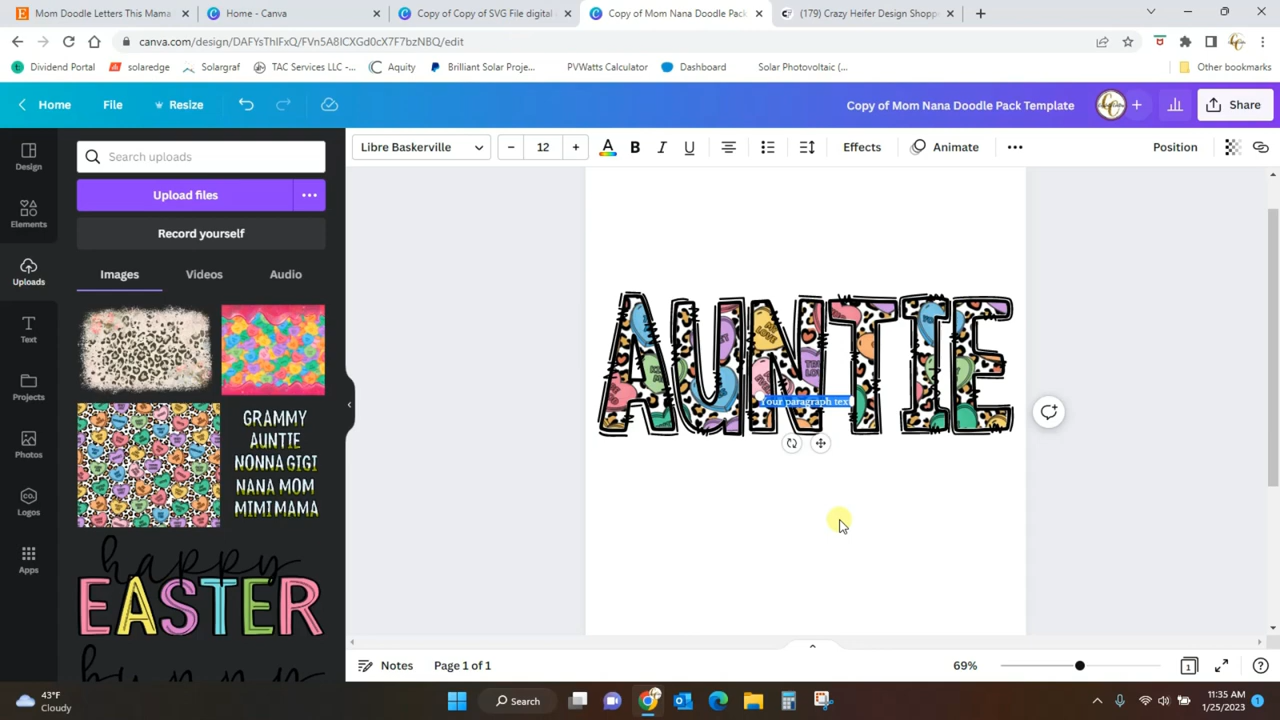 Mom Doodle Letters This Mama
Home - Canva
Copy of Copy of SVG File digital
Copy of Mom Nana Doodle Pac
(179) Crazy Heifer Design Shopp
canva.com/design/DAFYsThIFxQ/FVn5A8ICXGd0cX7F7bzNBQ/edit
Dividend Portal
solaredge
Solargraf
TAC Services LLC -...
Aquity
Brilliant Solar Proje...
PVWatts Calculator
Dashboard
Solar Photovoltaic (...
Other bookmarks
Home
File
Resize
Copy of Mom Nana Doodle Pack Template
Share
Design
Elements
Uploads
Text
Projects
Photos
Logos
Apps
Search uploads
Upload files
Record yourself
Images
Videos
Audio
GRAMMY
AUNTIE
NONNA GIGI
NANA MOM
MIMI MAMA
happy
EASTER
Libre Baskerville
12
A
B
I
U
Effects
Animate
Position
AUNTIE
Your paragraph text
Notes
Page 1 of 1
69%
1
43°F
Cloudy
Search
11:35 AM
1/25/2023
1